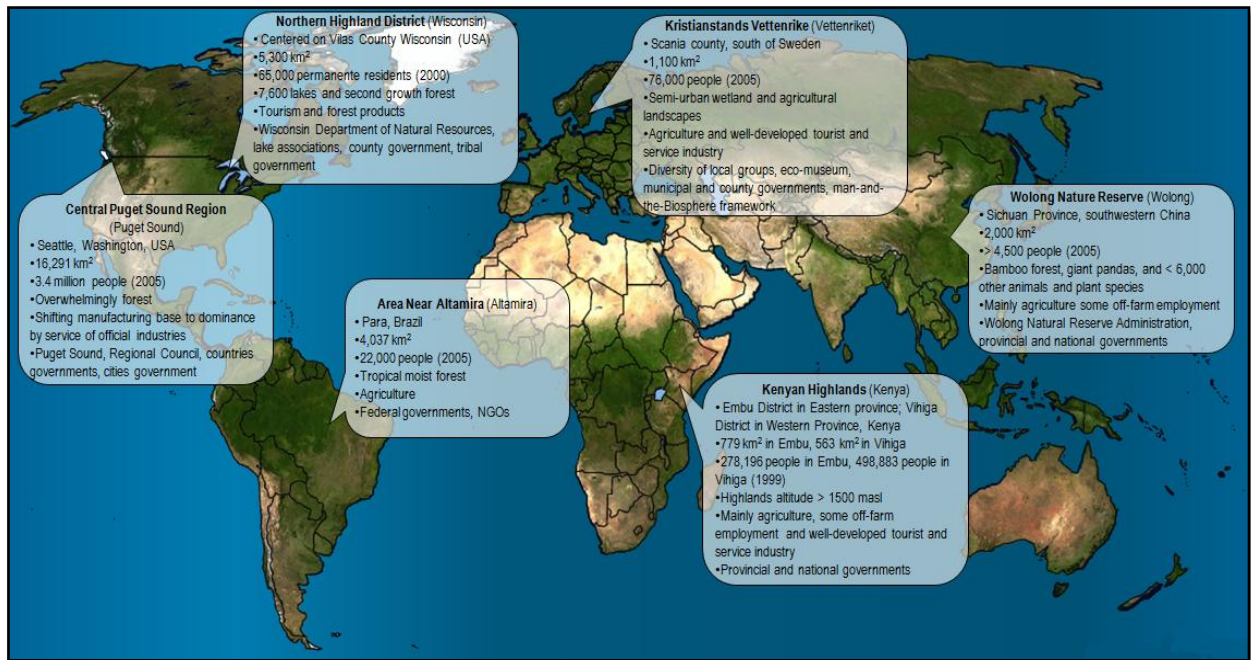 Northern Highland District (Wisconsin)
•Centered on Vilas County Wisconsin (USA)
•5,300 km²
•65,000 permanente residents (2000)
•7,600 lakes and second growth forest
•Tourism and forest products
•Wisconsin Department of Natural Resources,
lake associations, county government, tribal
government
Kristianstands Vettenrike (Vettenriket)
• Scania county, south of Sweden
•1,100 km²
•76,000 people (2005)
•Semi-urban wetland and agricultural
landscapes
•Agriculture and well-developed tourist and
service industry
•Diversity of local groups, eco-museum,
municipal and county governments, man-and-
the-Biosphere framework
Central Puget Sound Region
(Puget Sound)
•Seattle, Washington, USA
•16,291 km²
•3.4 million people (2005)
•Overwhelmingly forest
•Shifting manufacturing base to dominance
by service of official industries
•Puget Sound, Regional Council, countries
governments, cities government
Area Near Altamira (Altamira)
• Para, Brazil
•4,037 km²
•22,000 people (2005)
•Tropical moist forest
•Agriculture
•Federal governments, NGOs
Wolong Nature Reserve (Wolong)
• Sichuan Province, southwestern China
•2,000 km²
•> 4,500 people (2005)
•Bamboo forest, giant pandas, and < 6,000
other animals and plant species
•Mainly agriculture some off-farm employment
•Wolong Natural Reserve Administration,
provincial and national governments
Kenyan Highlands (Kenya)
• Embu District in Eastern province; Vihiga
District in Western Province, Kenya
•779 km² in Embu, 563 km² in Vihiga
•278,196 people in Embu, 498,883 people in
Vihiga (1999)
•Highlands altitude > 1500 masl
•Mainly agriculture, some off-farm
employment and well-developed tourist and
service industry
•Provincial and national governments